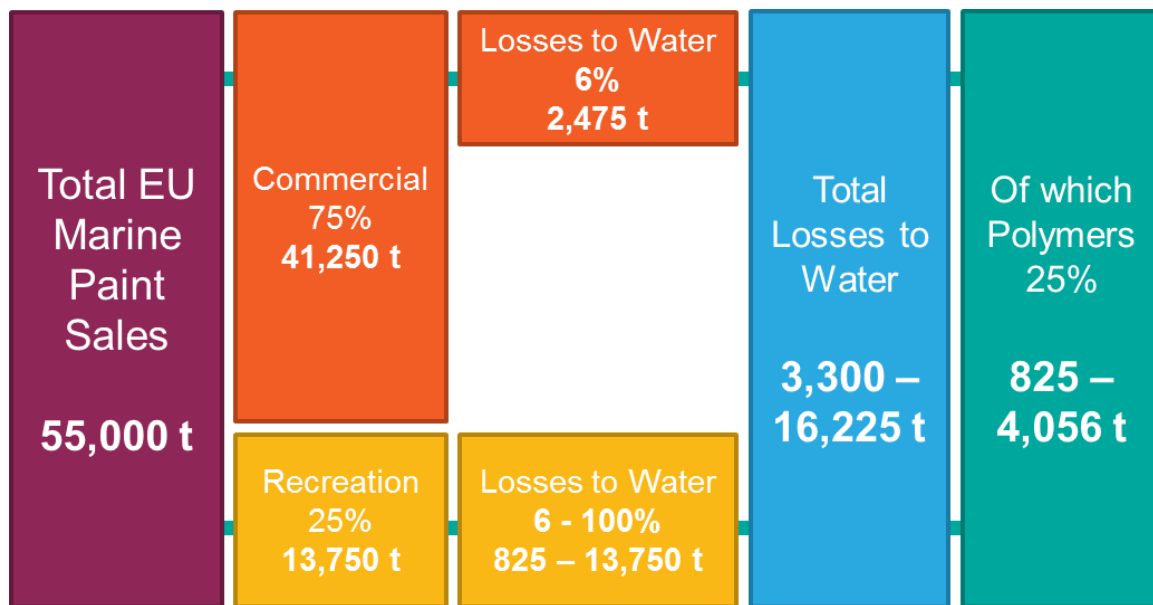 Total EU
Marine
Paint
Sales
55,000 t
Commercial
75%
41,250 t
Recreation
25%
13,750 t
Losses to Water
6%
2,475 t
Losses to Water
6 - 100%
825 – 13,750 t
Total
Losses to
Water
3,300 –
16,225 t
Of which
Polymers
25%
825 –
4,056 t